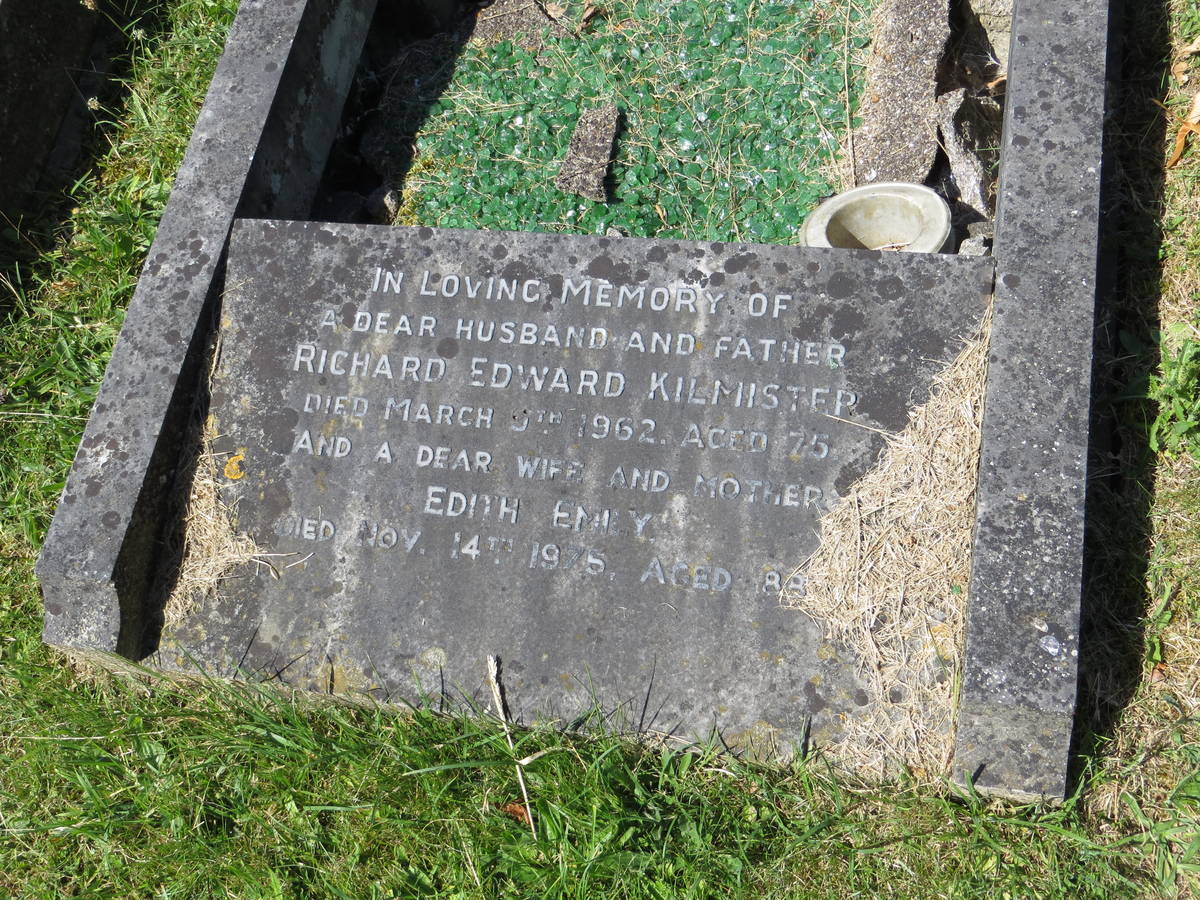 IN LOVING MEMORY OF
A DEAR HUSBAND AND FATHER
RICHARD EDWARD KILMISTER
DIED MARCH 1962. AGED 75.
AND A DEAR WIFE AND MOTHER
EDITH EMILY.
DIED NOV. 14TH 1975, AGED